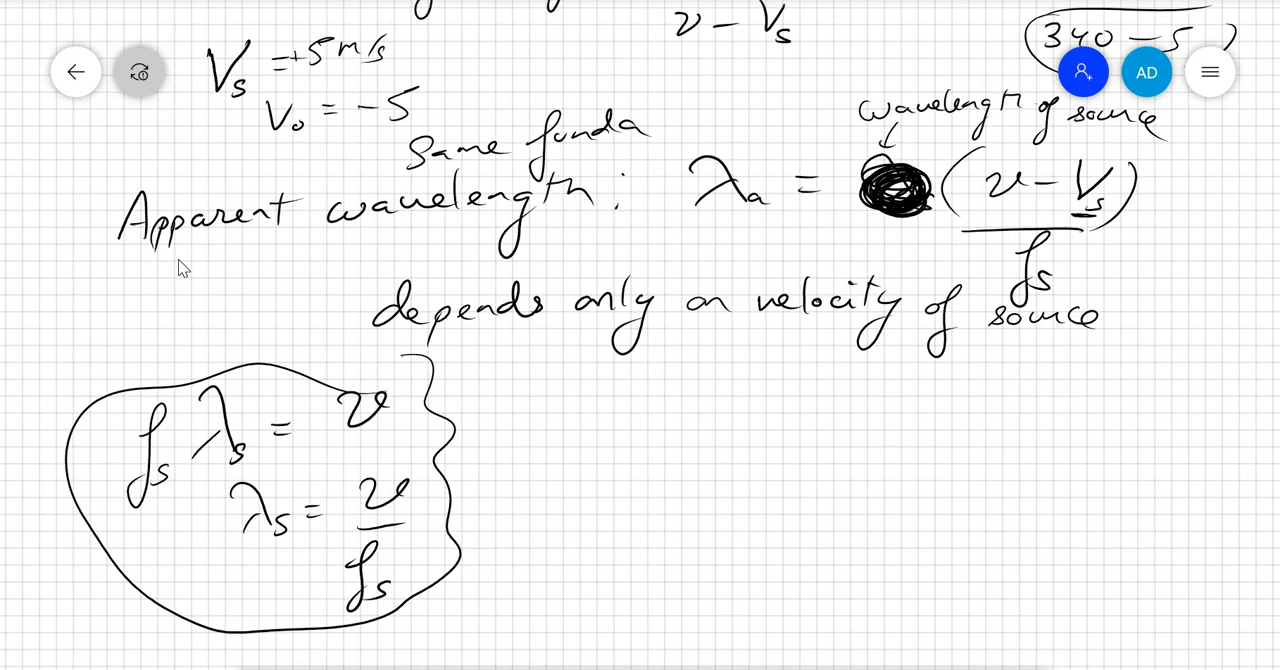 v - Vs
340 - 5
Vs = +5 m/s
Vo = -5
AD
wavelength of source
Same funda
Apparent wavelength ; λa = (v - Vs) / fs
depends only on velocity of source
fs λs = v
λs = v / fs